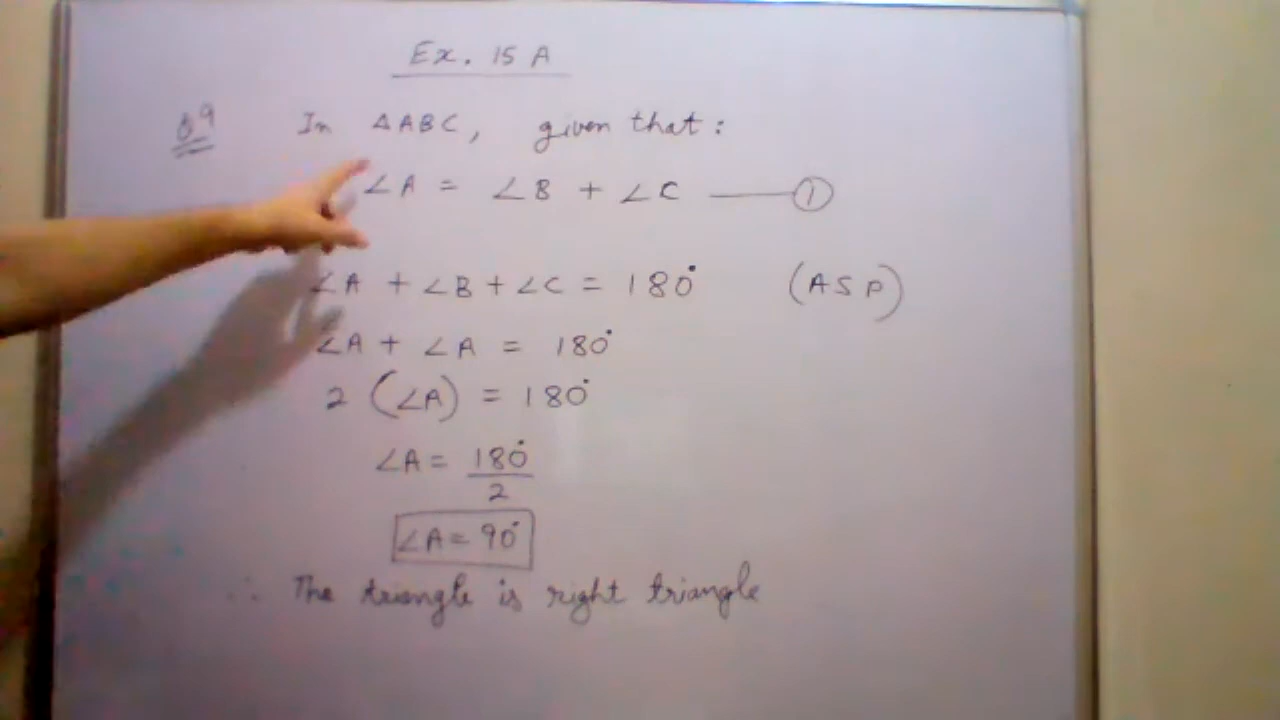 Ex. 15 A
Q9 In △ABC, given that:
∠A = ∠B + ∠C —— ①
∠A + ∠B + ∠C = 180° (ASP)
∠A + ∠A = 180°
2 (∠A) = 180°
∠A = 180°/2
∠A = 90°
∴ The triangle is right triangle